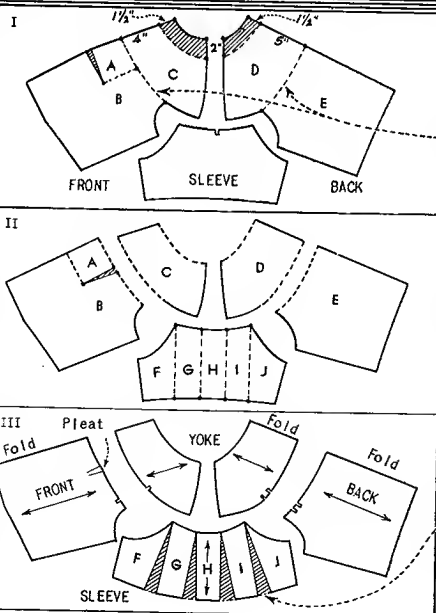 I
1½"
1½"
4"
2"
5"
A
B
C
D
E
FRONT
SLEEVE
BACK
II
A
B
C
D
E
F
G
H
I
J
III
Fold
Pleat
YOKE
Fold
Fold
FRONT
BACK
F
G
H
I
J
SLEEVE